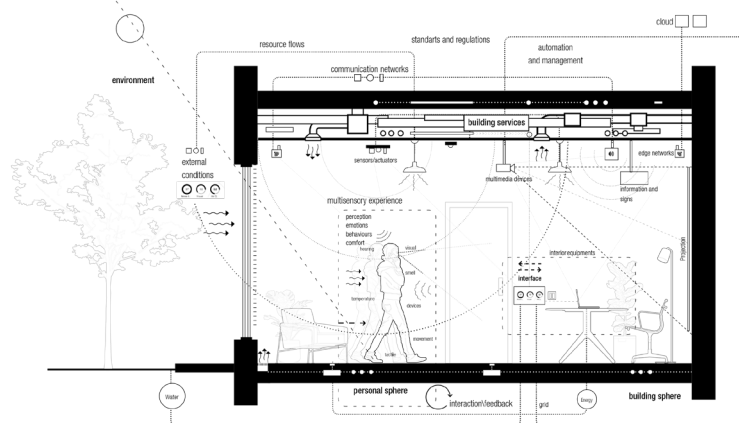 cloud
resource flows
standarts and regulations
automation
and management
environment
communication networks
building services
external
conditions
sensors/actuators
multimedia devices
edge networks
information and
signs
multisensory experience
perception
emotions
behaviours
comfort
hearing
visual
smell
temperature
devices
movement
tactile
interior equipments
interface
Projection
Water
personal sphere
interaction\feedback
grid
Energy
building sphere